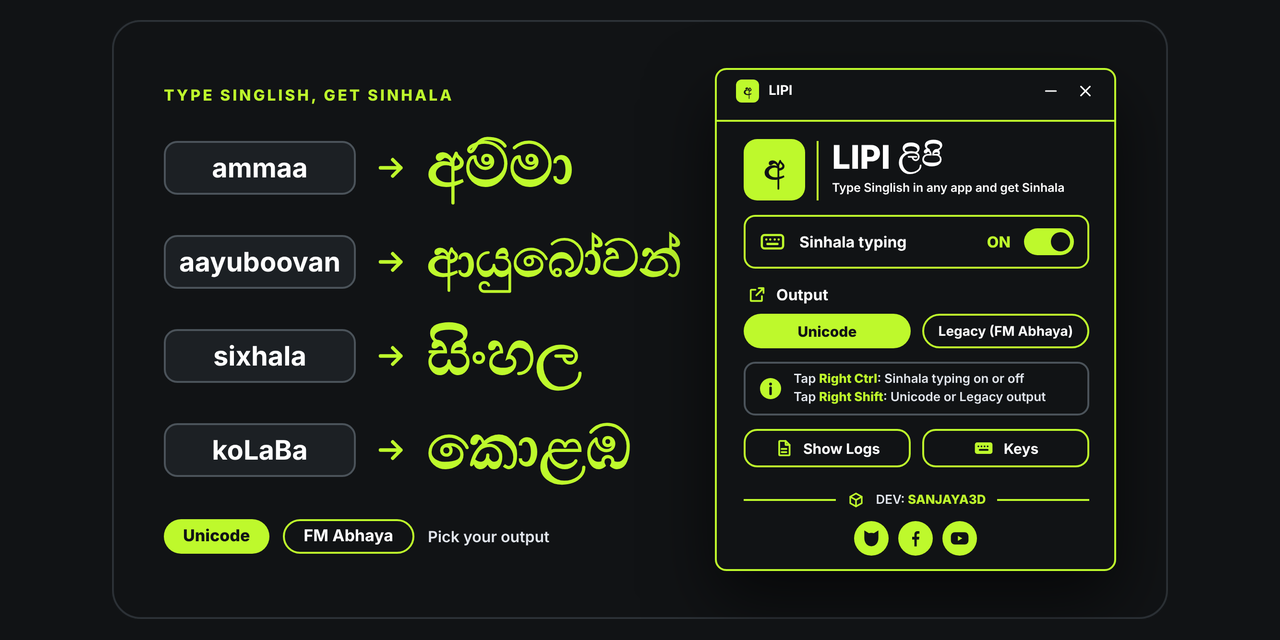 TYPE SINGLISH, GET SINHALA
ammaa → අම්මා
aayuboovan → ආයුබෝවන්
sixhala → සිංහල
koLaBa → කොළඹ
Unicode FM Abhaya Pick your output
අ LIPI
අ LIPI ලිපි
Type Singlish in any app and get Sinhala
Sinhala typing ON
Output
Unicode Legacy (FM Abhaya)
Tap Right Ctrl: Sinhala typing on or off
Tap Right Shift: Unicode or Legacy output
Show Logs Keys
DEV: SANJAYA3D